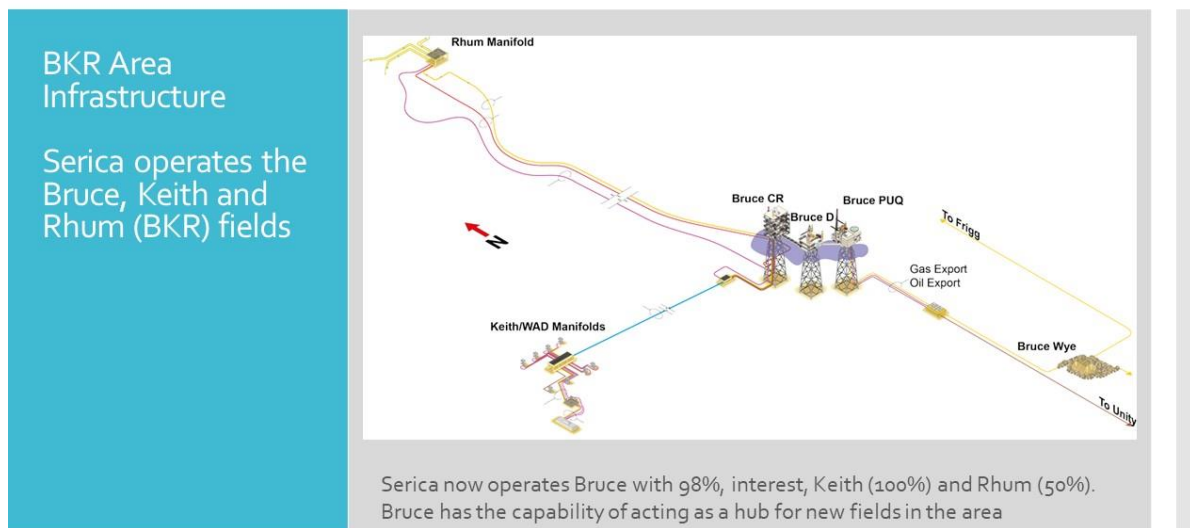 BKR Area
Infrastructure
Serica operates the
Bruce, Keith and
Rhum (BKR) fields
Rhum Manifold
Bruce CR
Bruce D
Bruce PUQ
To Frigg
N
Gas Export
Oil Export
Keith/WAD Manifolds
Bruce Wye
To Unity
Serica now operates Bruce with 98%, interest, Keith (100%) and Rhum (50%).
Bruce has the capability of acting as a hub for new fields in the area